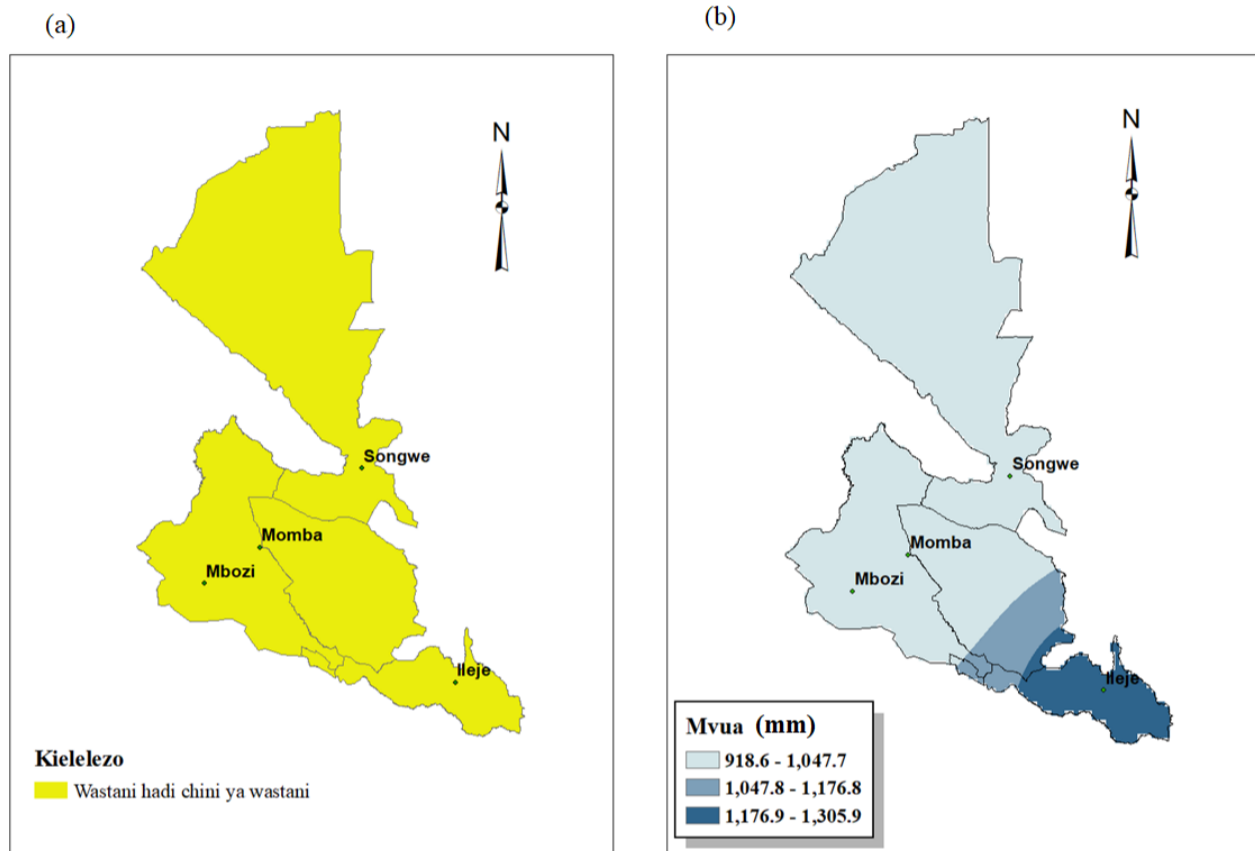 (a)
N
Songwe
Momba
Mbozi
Ileje
Kielelezo
Wastani hadi chini ya wastani
(b)
N
Songwe
Momba
Mbozi
Ileje
Mvua (mm)
918.6 - 1,047.7
1,047.8 - 1,176.8
1,176.9 - 1,305.9